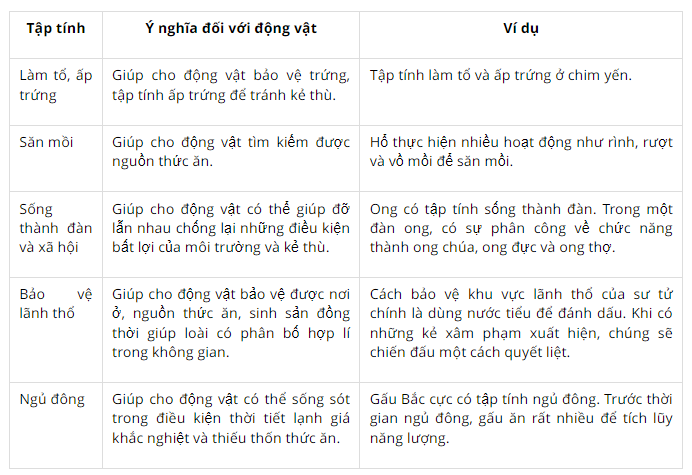 Tập tính
Ý nghĩa đối với động vật
Ví dụ
Làm tổ, ấp
trứng
Giúp cho động vật bảo vệ trứng,
tập tính ấp trứng để tránh kẻ thù.
Tập tính làm tổ và ấp trứng ở chim yến.
Săn mồi
Giúp cho động vật tìm kiếm được
nguồn thức ăn.
Hổ thực hiện nhiều hoạt động như rình, rượt
và vồ mồi để săn mồi.
Sống
thành đàn
và xã hội
Giúp cho động vật có thể giúp đỡ
lẫn nhau chống lại những điều kiện
bất lợi của môi trường và kẻ thù.
Ong có tập tính sống thành đàn. Trong một
đàn ong, có sự phân công về chức năng
thành ong chúa, ong đực và ong thợ.
Bảo vệ
lãnh thổ
Giúp cho động vật bảo vệ được nơi
ở, nguồn thức ăn, sinh sản đồng
thời giúp loài có phân bố hợp lí
trong không gian.
Cách bảo vệ khu vực lãnh thổ của sư tử
chính là dùng nước tiểu để đánh dấu. Khi có
những kẻ xâm phạm xuất hiện, chúng sẽ
chiến đấu một cách quyết liệt.
Ngủ đông
Giúp cho động vật có thể sống sót
trong điều kiện thời tiết lạnh giá
khắc nghiệt và thiếu thốn thức ăn.
Gấu Bắc cực có tập tính ngủ đông. Trước thời
gian ngủ đông, gấu ăn rất nhiều để tích lũy
năng lượng.